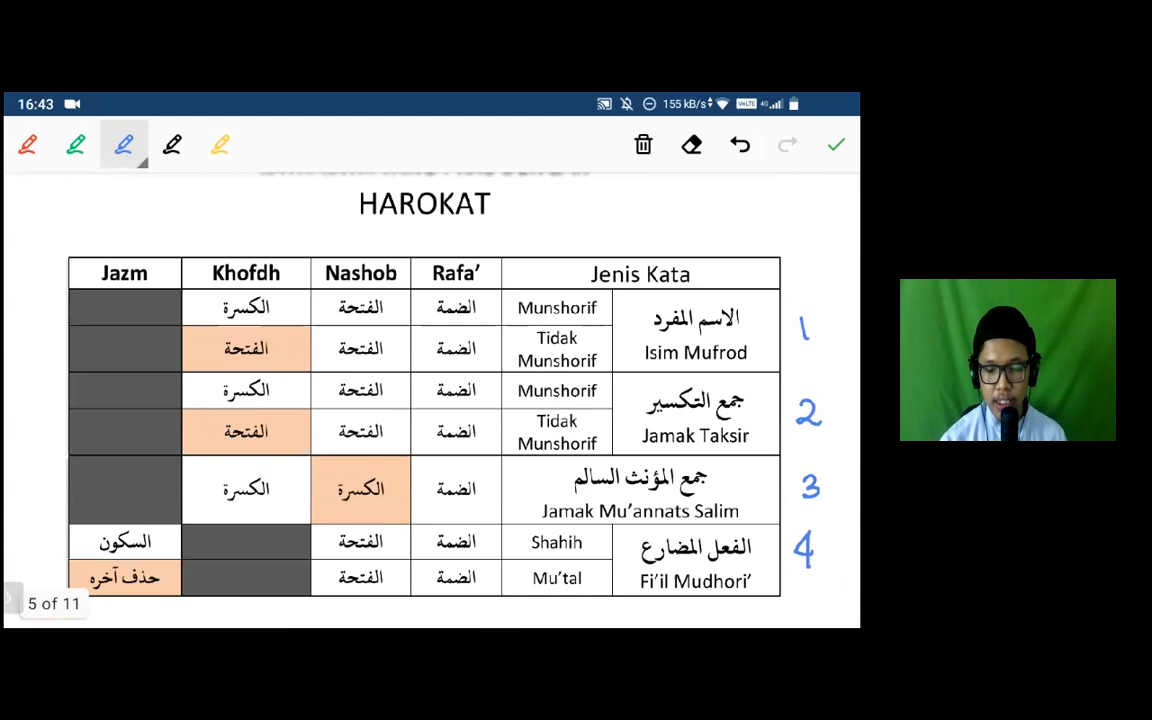 16:43 155 kB/s VoLTE 4G
HAROKAT
Jazm Khofdh Nashob Rafa’ Jenis Kata
الكسرة الفتحة الضمة Munshorif
الفتحة الفتحة الضمة Tidak Munshorif
الاسم المفرد
Isim Mufrod
1
الكسرة الفتحة الضمة Munshorif
الفتحة الفتحة الضمة Tidak Munshorif
جمع التكسير
Jamak Taksir
2
الكسرة الكسرة الضمة
جمع المؤنث السالم
Jamak Mu’annats Salim
3
السكون الفتحة الضمة Shahih
حذف آخره الفتحة الضمة Mu’tal
الفعل المضارع
Fi’il Mudhori’
4
5 of 11